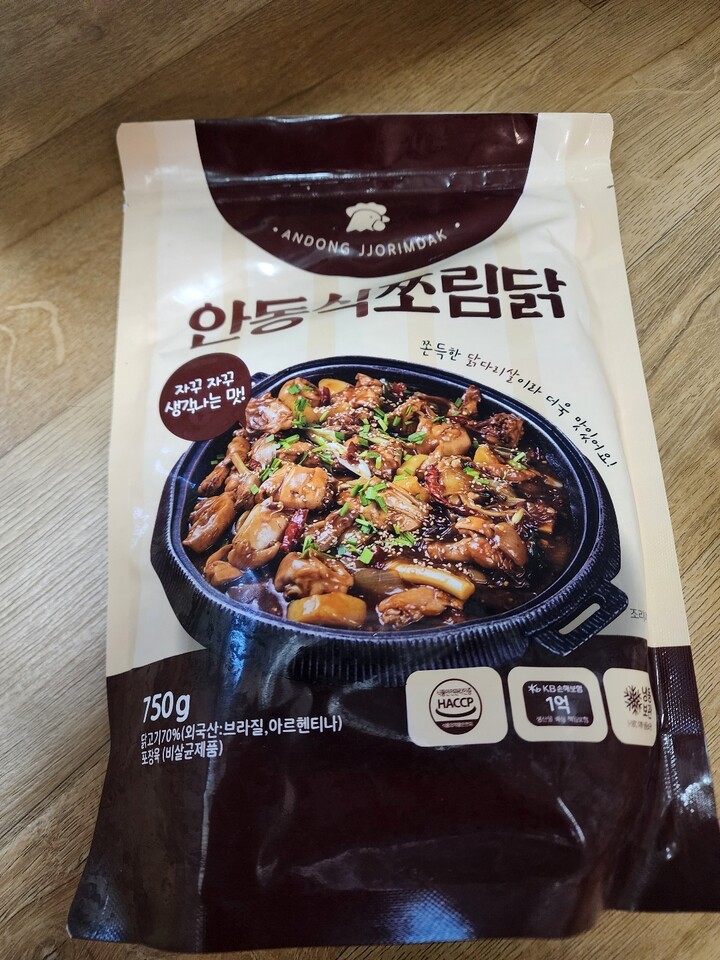 · ANDONG JJORIMDAK ·
안동식쪼림닭
쫀득한 닭다리살이라 더욱 맛있어요!
자꾸 자꾸
생각나는 맛!
조리
750g
닭고기70%(외국산:브라질,아르헨티나)
포장육 (비살균제품)
HACCP
KB손해보험
1억